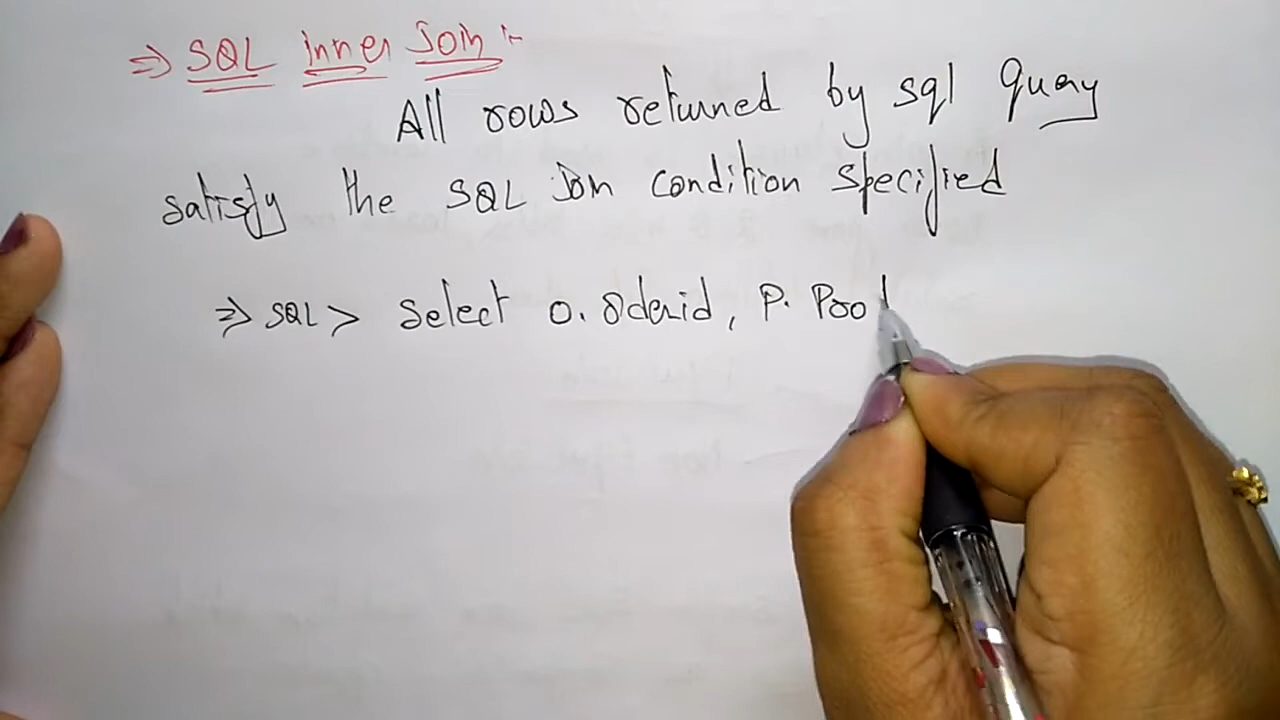 ⇒ SQL inner Join :-
All rows returned by sql Query
satisfy the SQL Join condition specified
⇒ SQL > Select O. Orderid, P. Prod